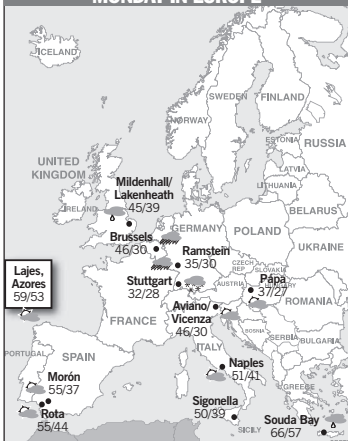 MONDAY IN EUROPE
ICELAND
SWEDEN
FINLAND
NORWAY
ESTONIA
RUSSIA
LATVIA
LITHUANIA
UNITED
KINGDOM
Mildenhall/
Lakenheath
45/39
IRELAND
BELARUS
GERMANY
POLAND
Brussels
46/30
Ramstein
35/30
UKRAINE
Lajes,
Azores
59/53
CZECH
REP
SLOVAKIA
Stuttgart
32/28
AUSTRIA
HUNGARY
Pápa
37/27
FRANCE
Aviano/
Vicenza
46/30
ROMANIA
BOSNIA
SERBIA
BULGARIA
ITALY
PORTUGAL
SPAIN
Morón
55/37
Naples
51/41
GREECE
Rota
55/44
Sigonella
50/39
SICILY
Souda Bay
66/57